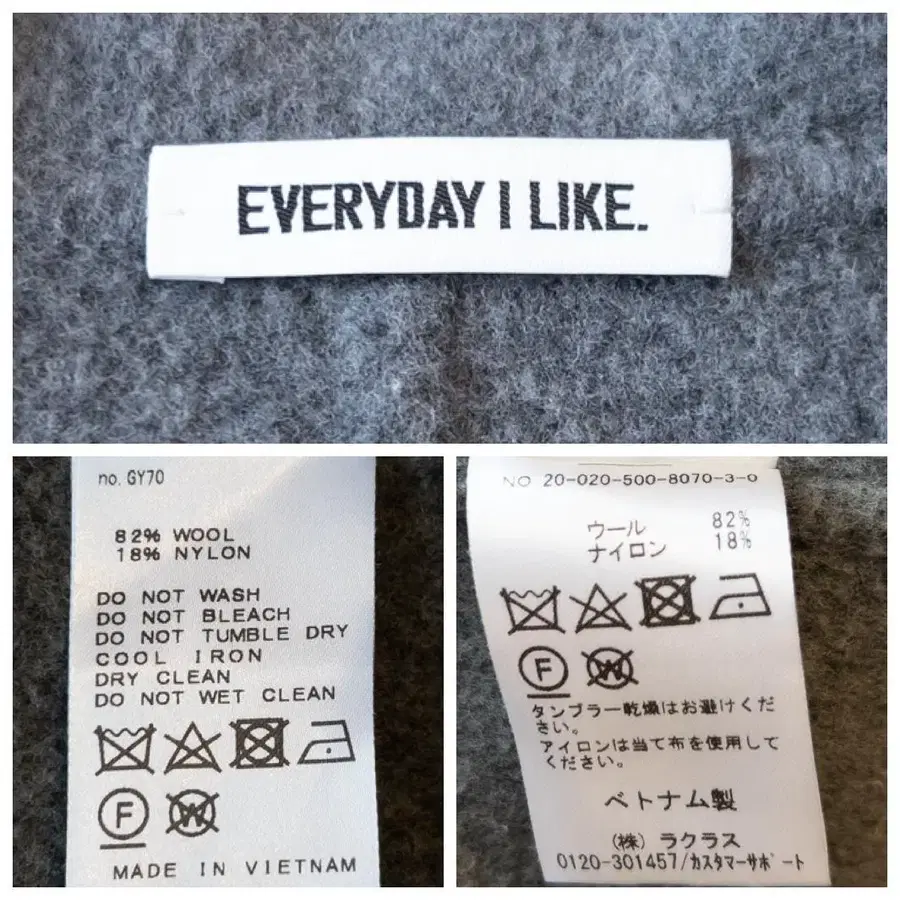 EVERYDAY I LIKE.
no. GY70
82% WOOL
18% NYLON
DO NOT WASH
DO NOT BLEACH
DO NOT TUMBLE DRY
COOL IRON
DRY CLEAN
DO NOT WET CLEAN
F W
MADE IN VIETNAM
NO 20-020-500-8070-3-0
ウール 82%
ナイロン 18%
F W
タンブラー乾燥はお避けくだ
さい。
アイロンは当て布を使用して
ください。
ベトナム製
(株) ラクラス
0120-301457/カスタマーサポート